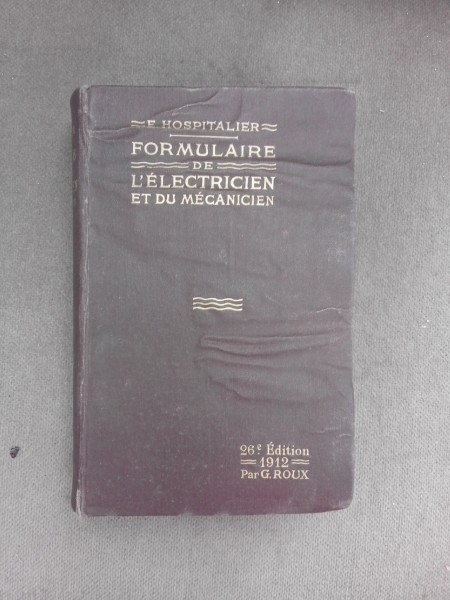 E. HOSPITALIER
FORMULAIRE
DE
L'ÉLECTRICIEN
ET DU MÉCANICIEN
26e Édition
1912
Par G. ROUX